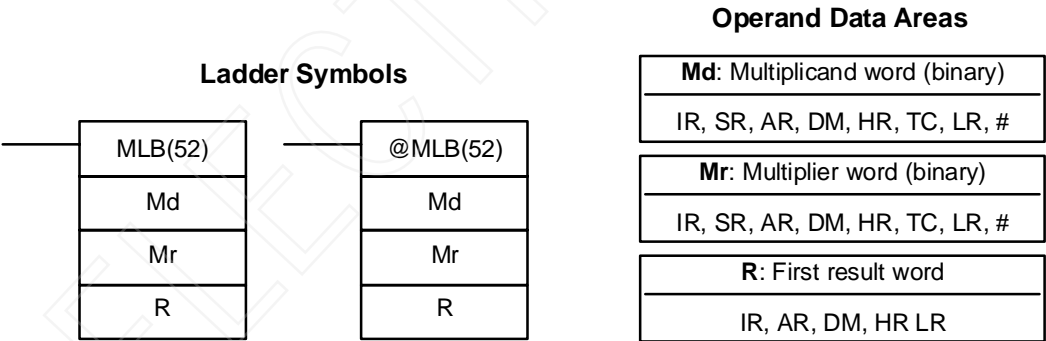 Operand Data Areas
Ladder Symbols
MLB(52)
Md
Mr
R
@MLB(52)
Md
Mr
R
Md: Multiplicand word (binary)
IR, SR, AR, DM, HR, TC, LR, #
Mr: Multiplier word (binary)
IR, SR, AR, DM, HR, TC, LR, #
R: First result word
IR, AR, DM, HR LR